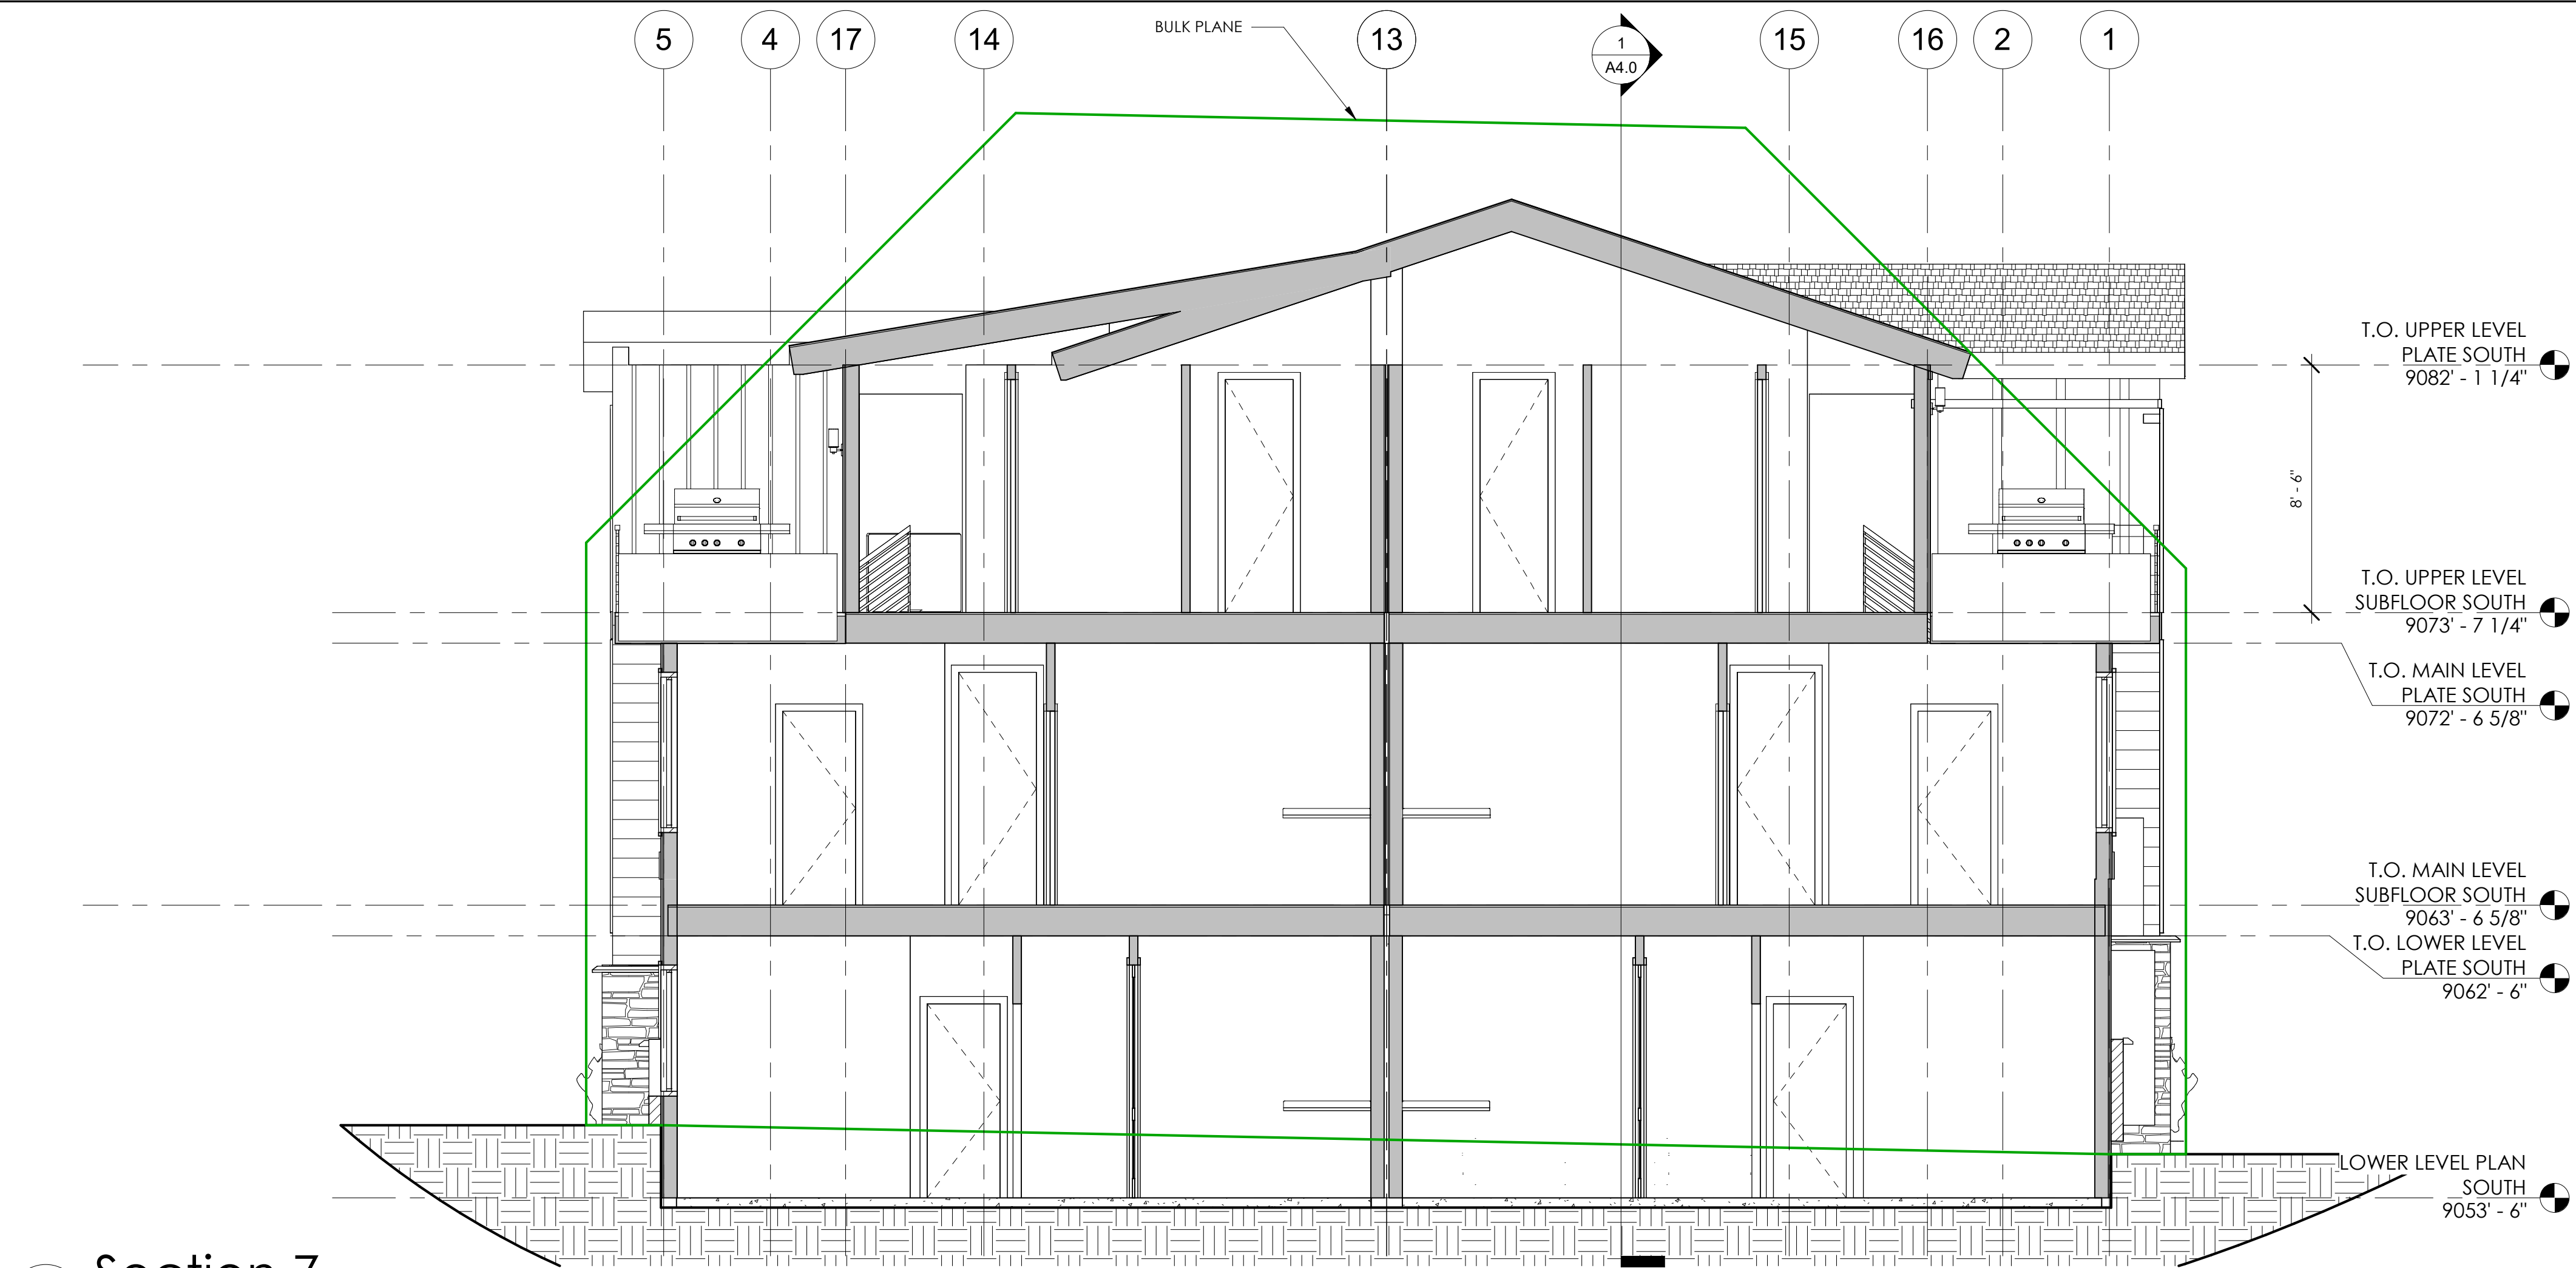 5
4
17
14
BULK PLANE
13
1
A4.0
15
16
2
1
T.O. UPPER LEVEL
PLATE SOUTH
9082' - 1 1/4"
8' - 6"
T.O. UPPER LEVEL
SUBFLOOR SOUTH
9073' - 7 1/4"
T.O. MAIN LEVEL
PLATE SOUTH
9072' - 6 5/8"
T.O. MAIN LEVEL
SUBFLOOR SOUTH
9063' - 6 5/8"
T.O. LOWER LEVEL
PLATE SOUTH
9062' - 6"
LOWER LEVEL PLAN
SOUTH
9053' - 6"
Section 7